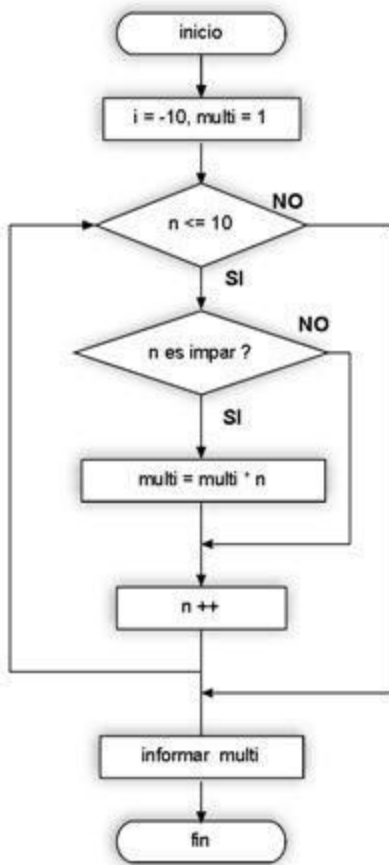 inicio
i = -10, multi = 1
n <= 10
NO
SI
n es impar ?
NO
SI
multi = multi * n
n ++
informar multi
fin